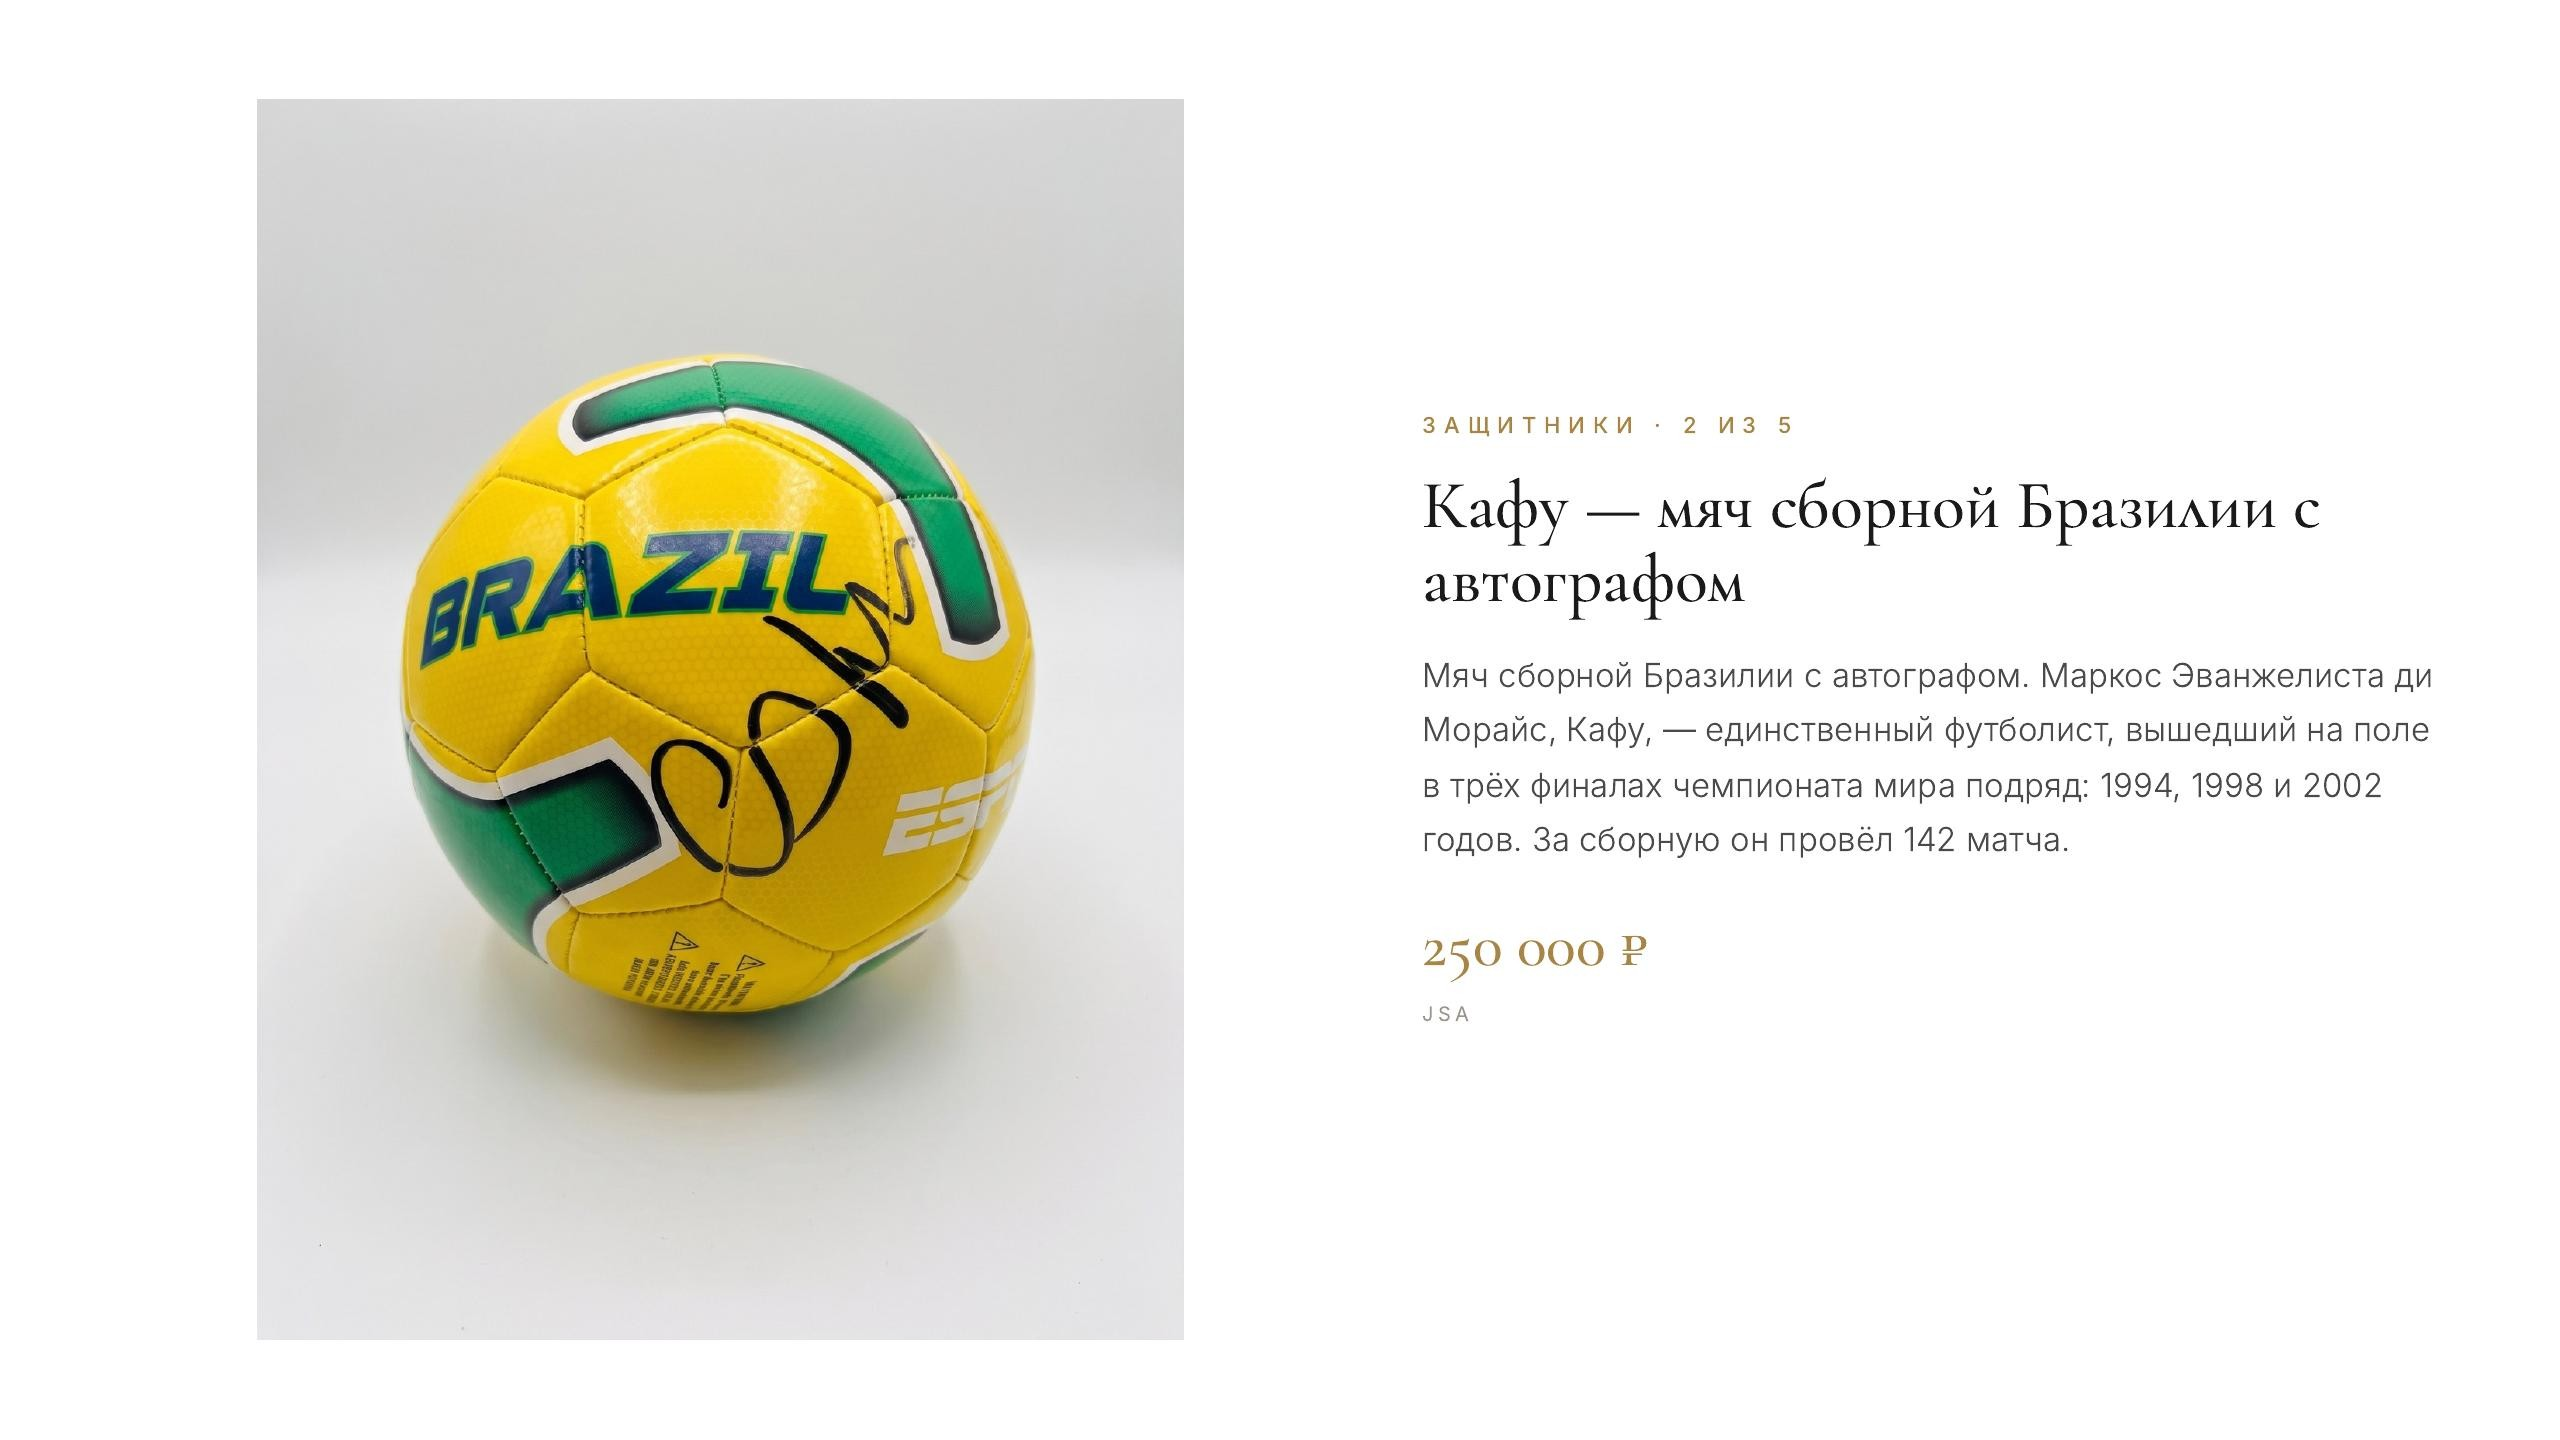 BRAZIL
ЗАЩИТНИКИ · 2 ИЗ 5
Кафу — мяч сборной Бразилии с
автографом
Мяч сборной Бразилии с автографом. Маркос Эванжелиста ди
Морайс, Кафу, — единственный футболист, вышедший на поле
в трёх финалах чемпионата мира подряд: 1994, 1998 и 2002
годов. За сборную он провёл 142 матча.
250 000 ₽
JSA